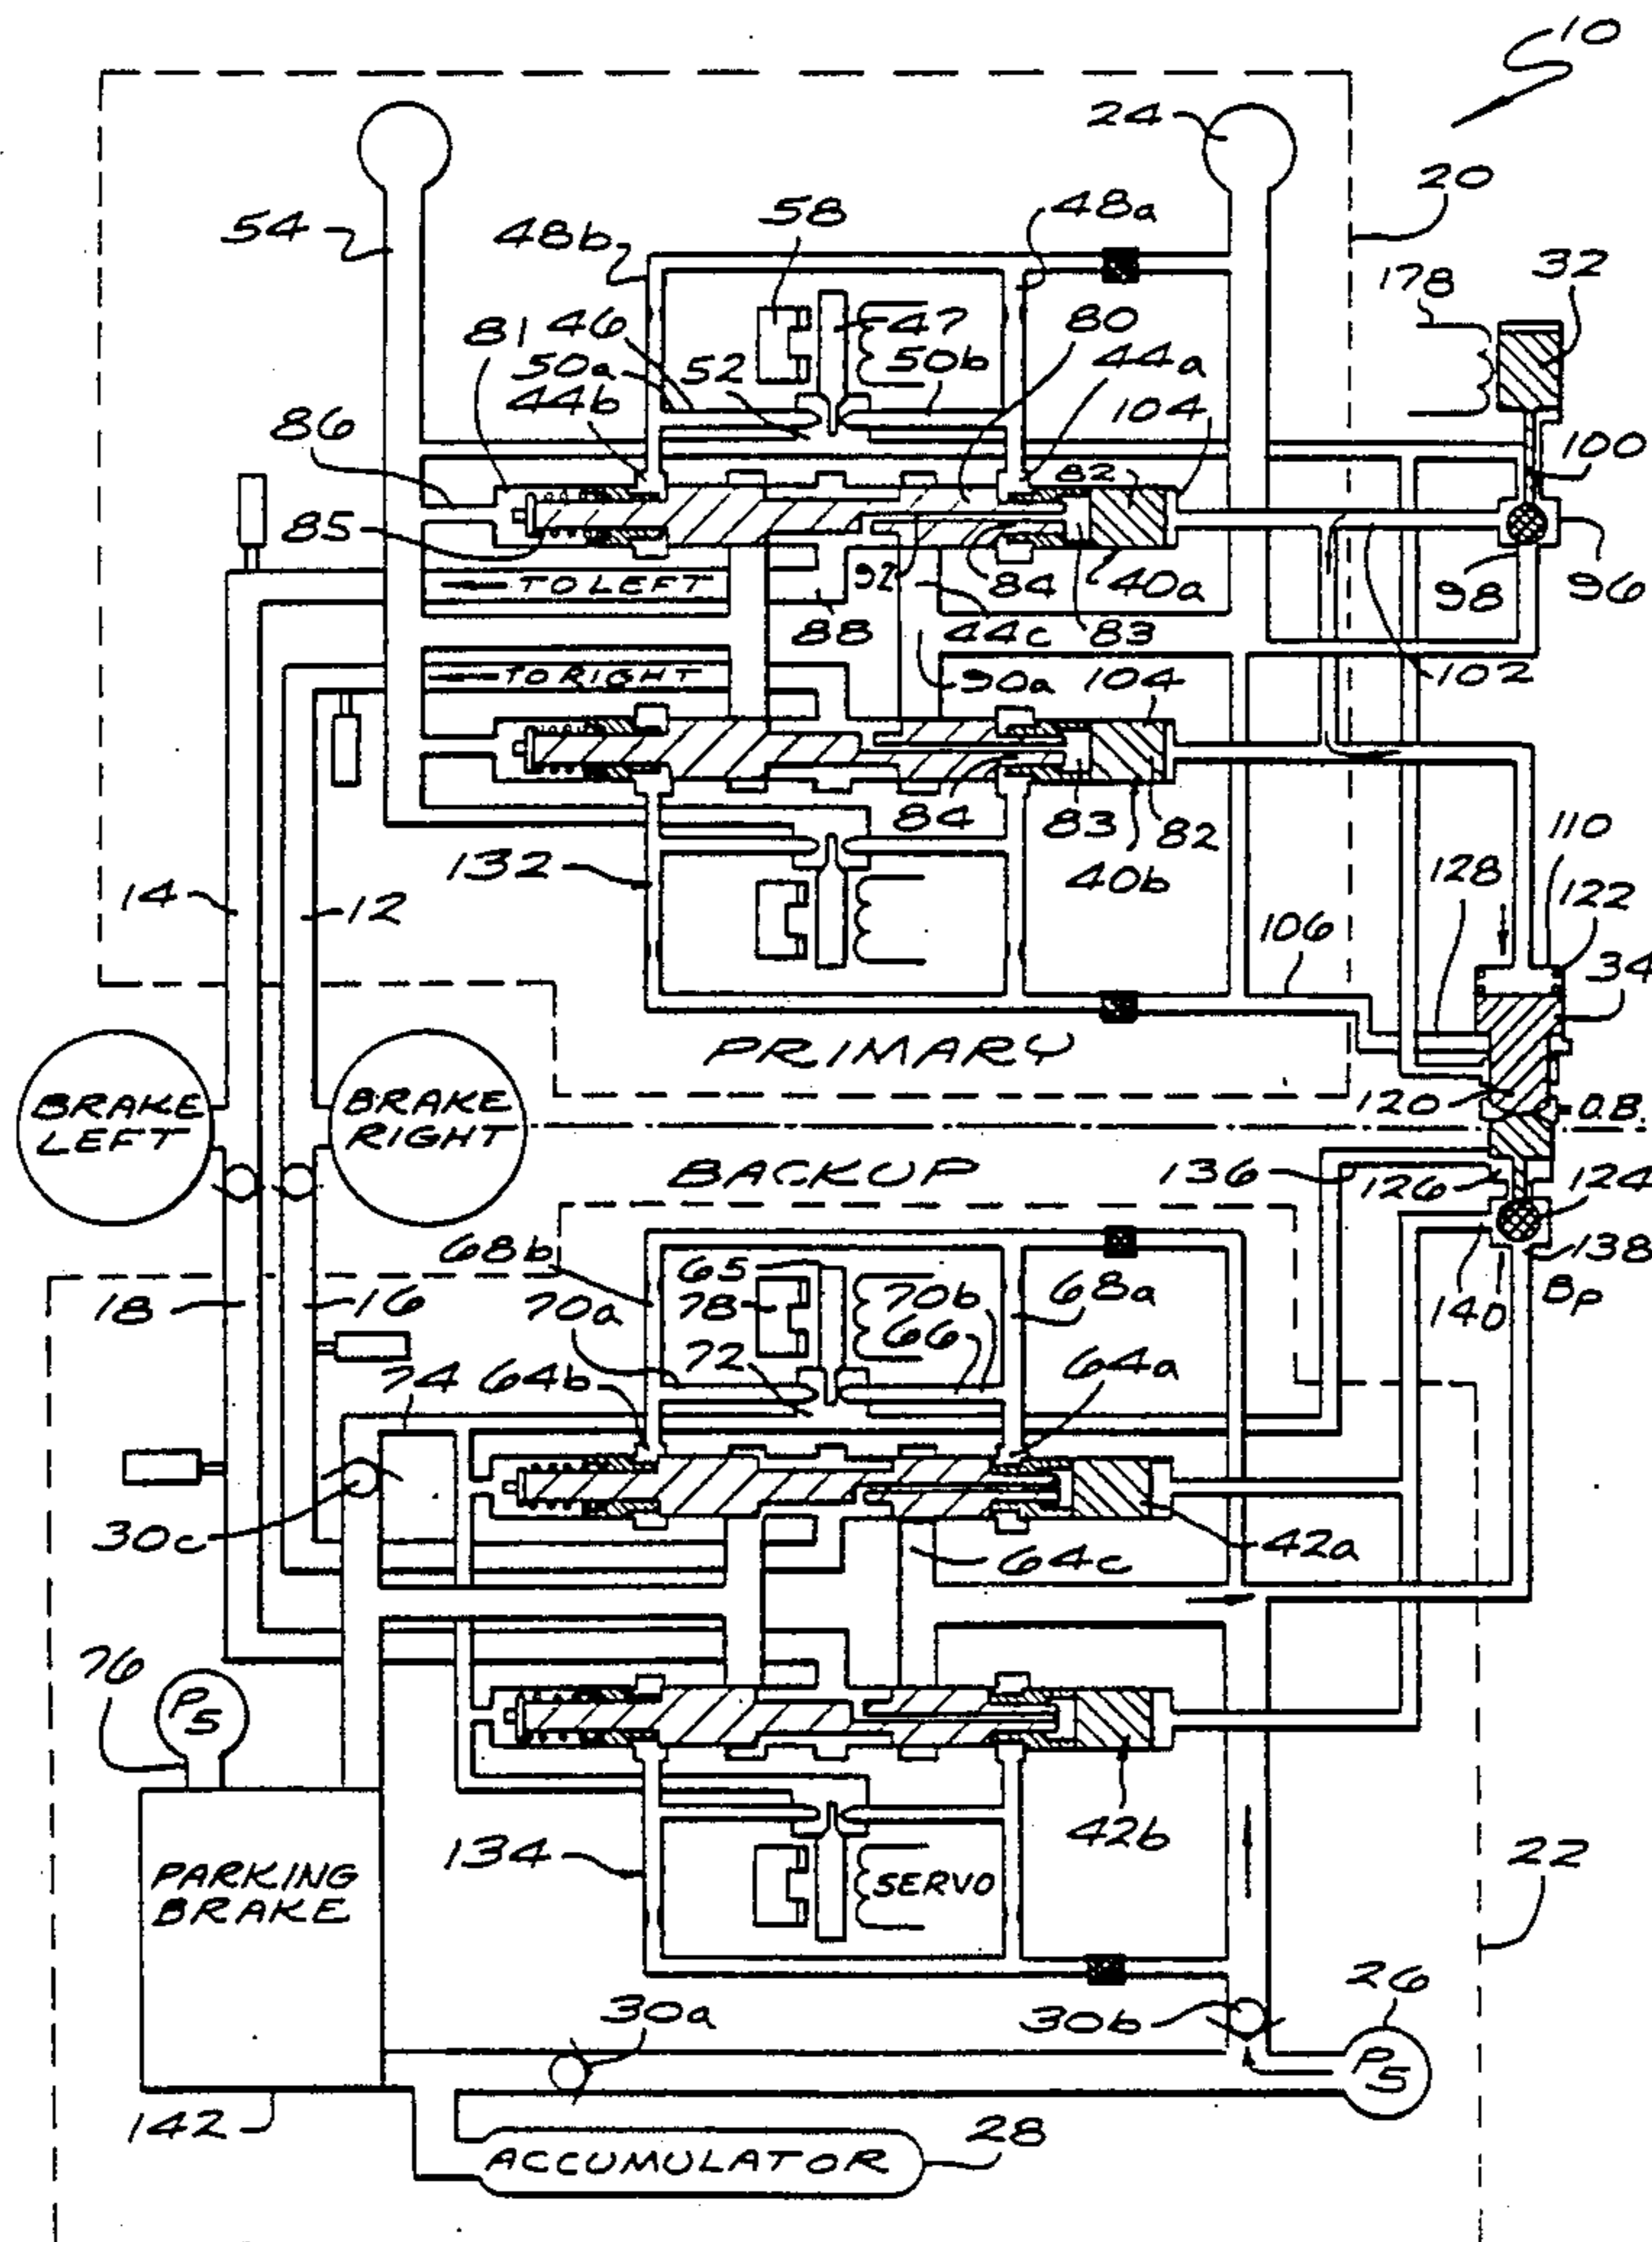 10
24
20
54
48b
58
48a
178
32
81
46
47
80
50a
52
50b
44a
44b
104
86
82
100
85
TO LEFT
92
84
40a
98
96
88
44c
83
TO RIGHT
90a
104
102
84
83
82
110
132
40b
128
122
14
12
106
34
PRIMARY
120
O.B.
BRAKE LEFT
BRAKE RIGHT
BACKUP
136
126
124
68b
65
138
18
16
70a
78
70b
68a
140
BP
66
74
64b
72
64a
30c
64c
42a
76
PS
134
42b
22
PARKING
BRAKE
SERVO
26
30a
30b
PS
142
28
ACCUMULATOR